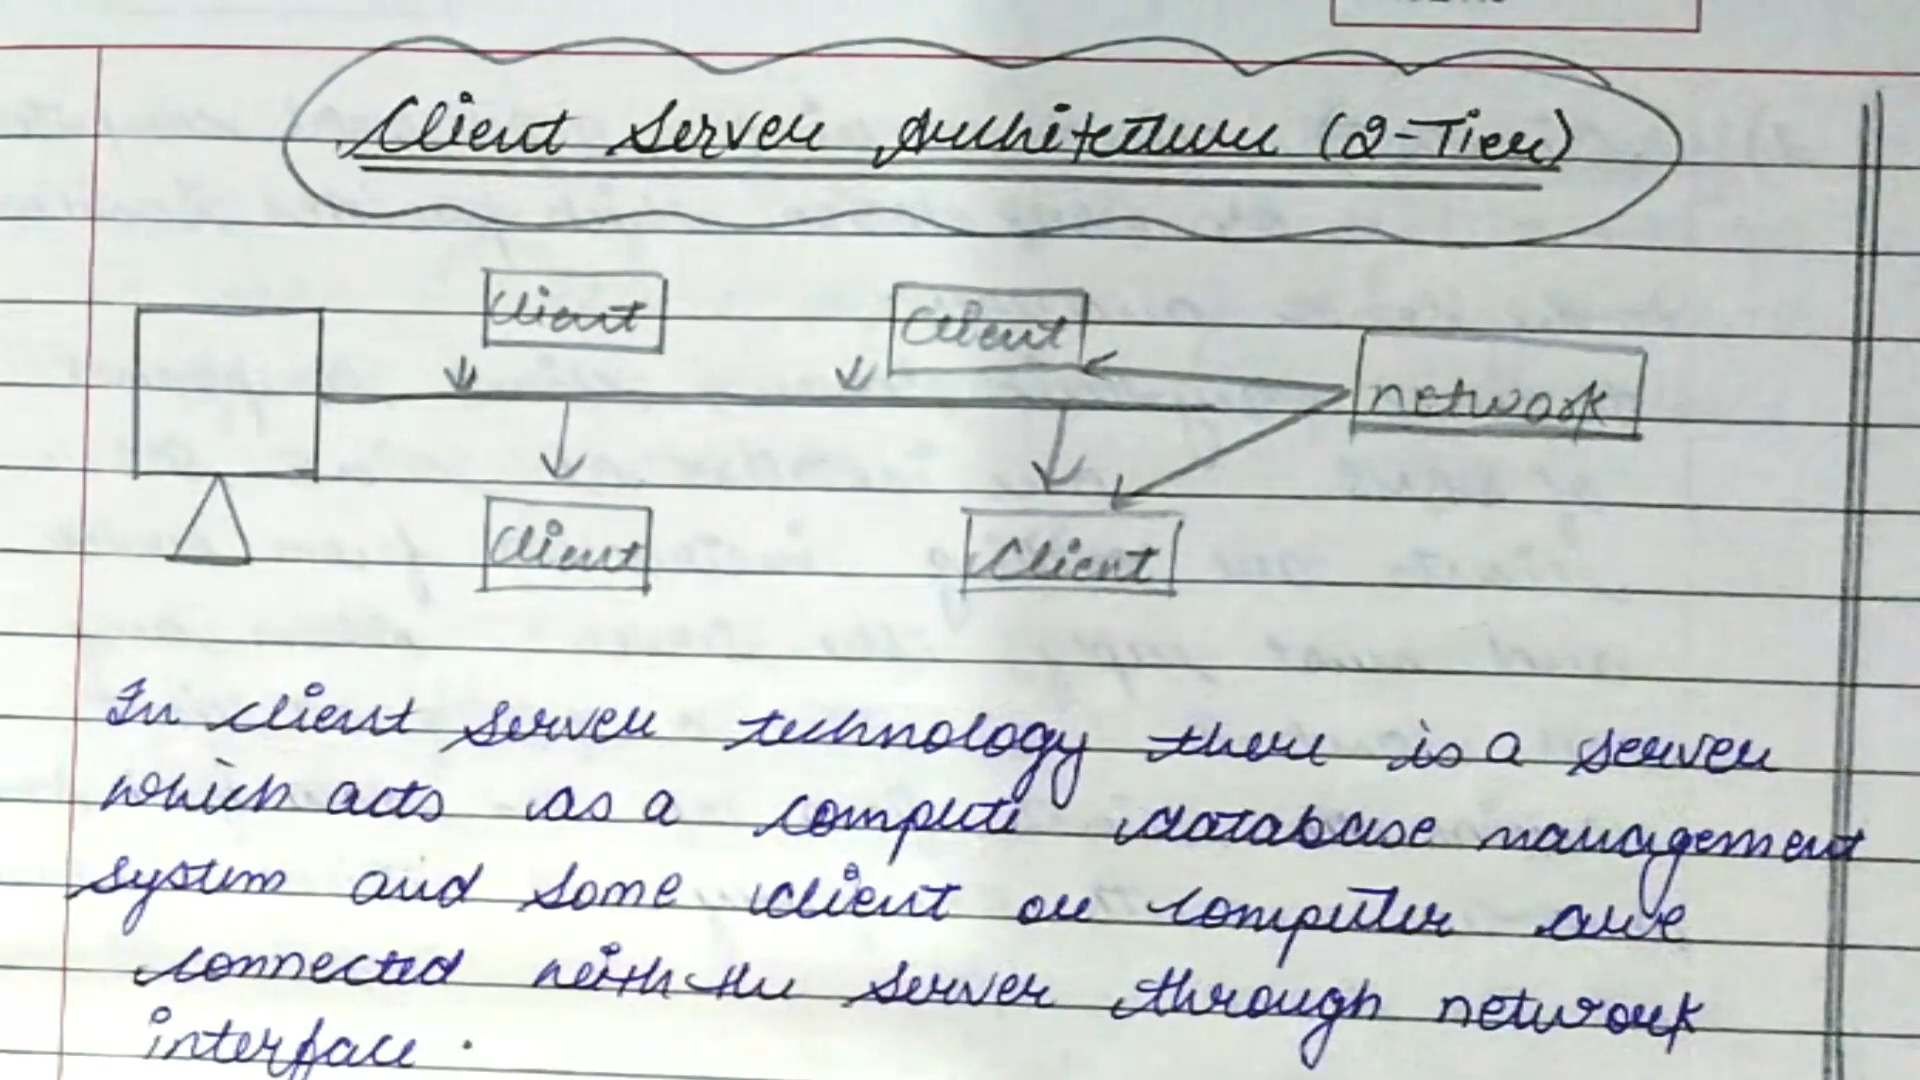 Client Server Architecture (2-Tier)
Client
Client
network
Client
Client
In client server technology there is a server
which acts as a compute database management
system and some client or computer are
connected with the server through network
interface.